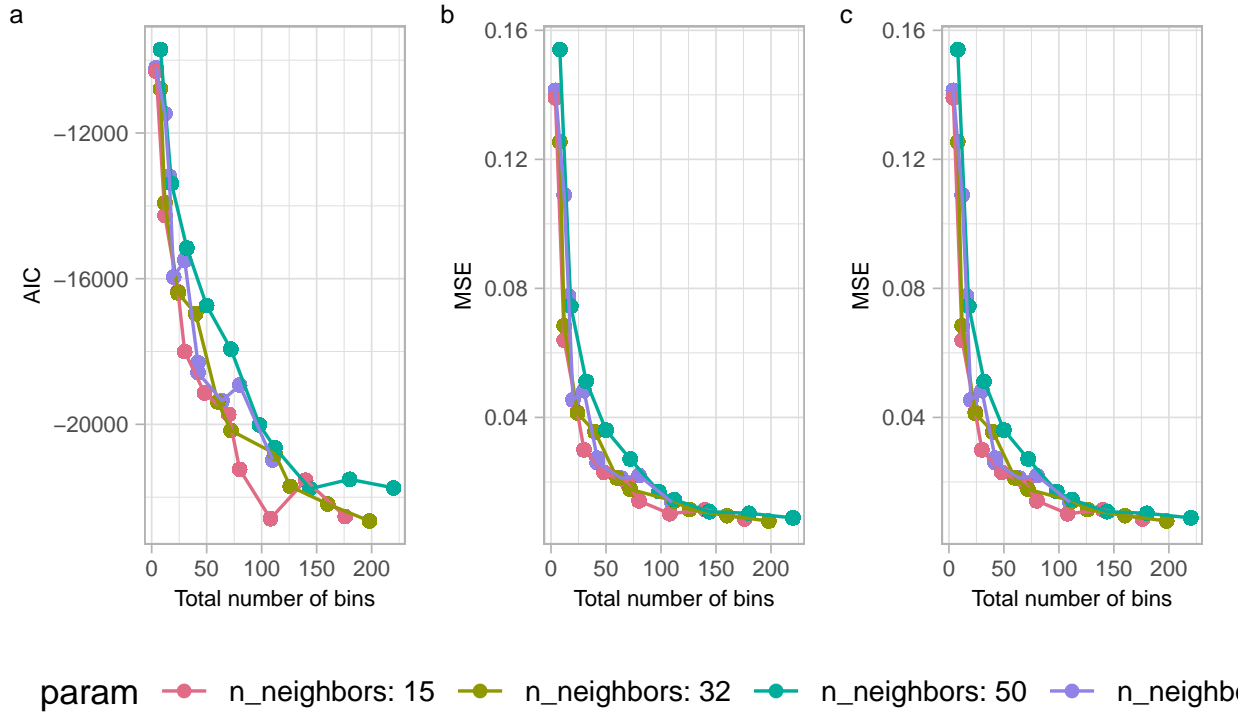 a
b
c
−12000
−16000
−20000
AIC
0 50 100 150 200
Total number of bins
0.16
0.12
0.08
0.04
MSE
0 50 100 150 200
Total number of bins
0.16
0.12
0.08
0.04
MSE
0 50 100 150 200
Total number of bins
param n_neighbors: 15 n_neighbors: 32 n_neighbors: 50 n_neighb